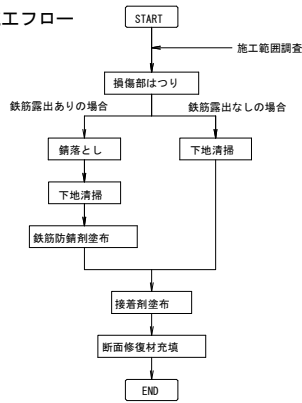 工フロー
START
施工範囲調査
損傷部はつり
鉄筋露出ありの場合
鉄筋露出なしの場合
錆落とし
下地清掃
下地清掃
鉄筋防錆剤塗布
接着剤塗布
断面修復材充填
END